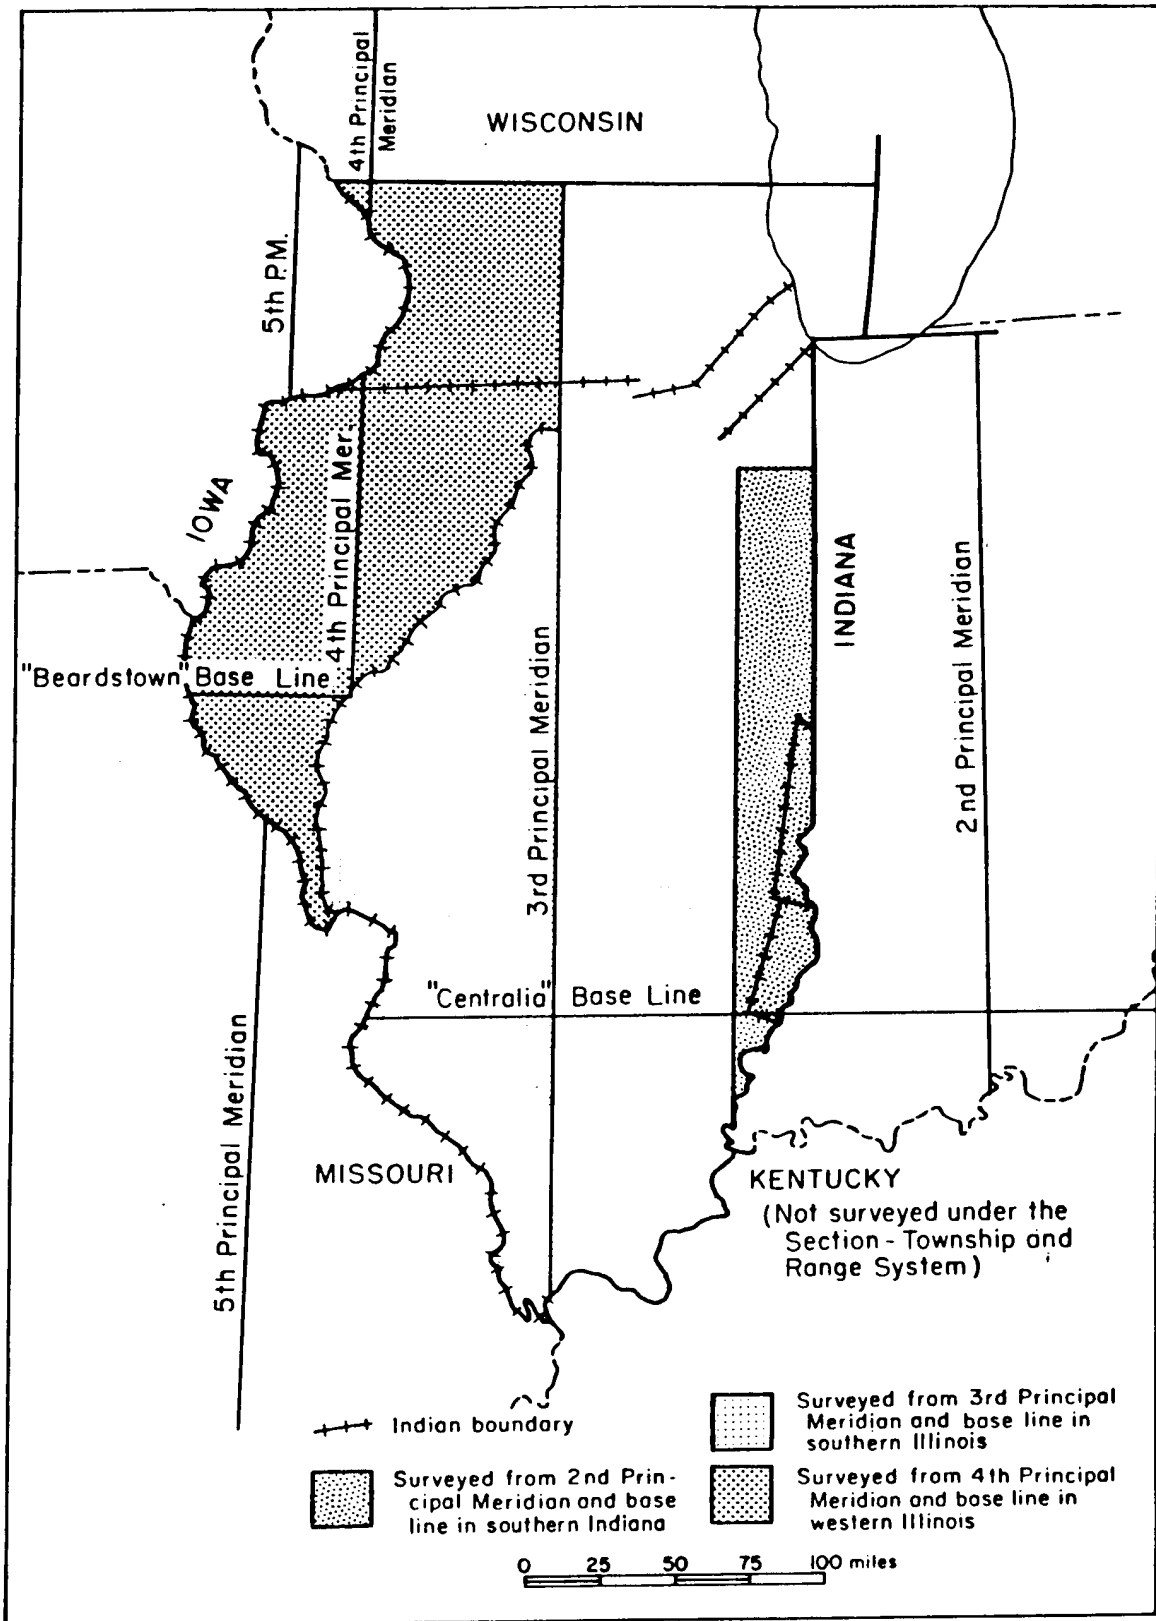 4th Principal
Meridian
WISCONSIN
5th P.M.
4th Principal Mer.
IOWA
INDIANA
2nd Principal Meridian
"Beardstown" Base Line
3rd Principal Meridian
"Centralia" Base Line
5th Principal Meridian
MISSOURI
KENTUCKY
(Not surveyed under the
Section-Township and
Range System)
Indian boundary
Surveyed from 2nd Prin-
cipal Meridian and base
line in southern Indiana
Surveyed from 3rd Principal
Meridian and base line in
southern Illinois
Surveyed from 4th Principal
Meridian and base line in
western Illinois
0 25 50 75 100 miles